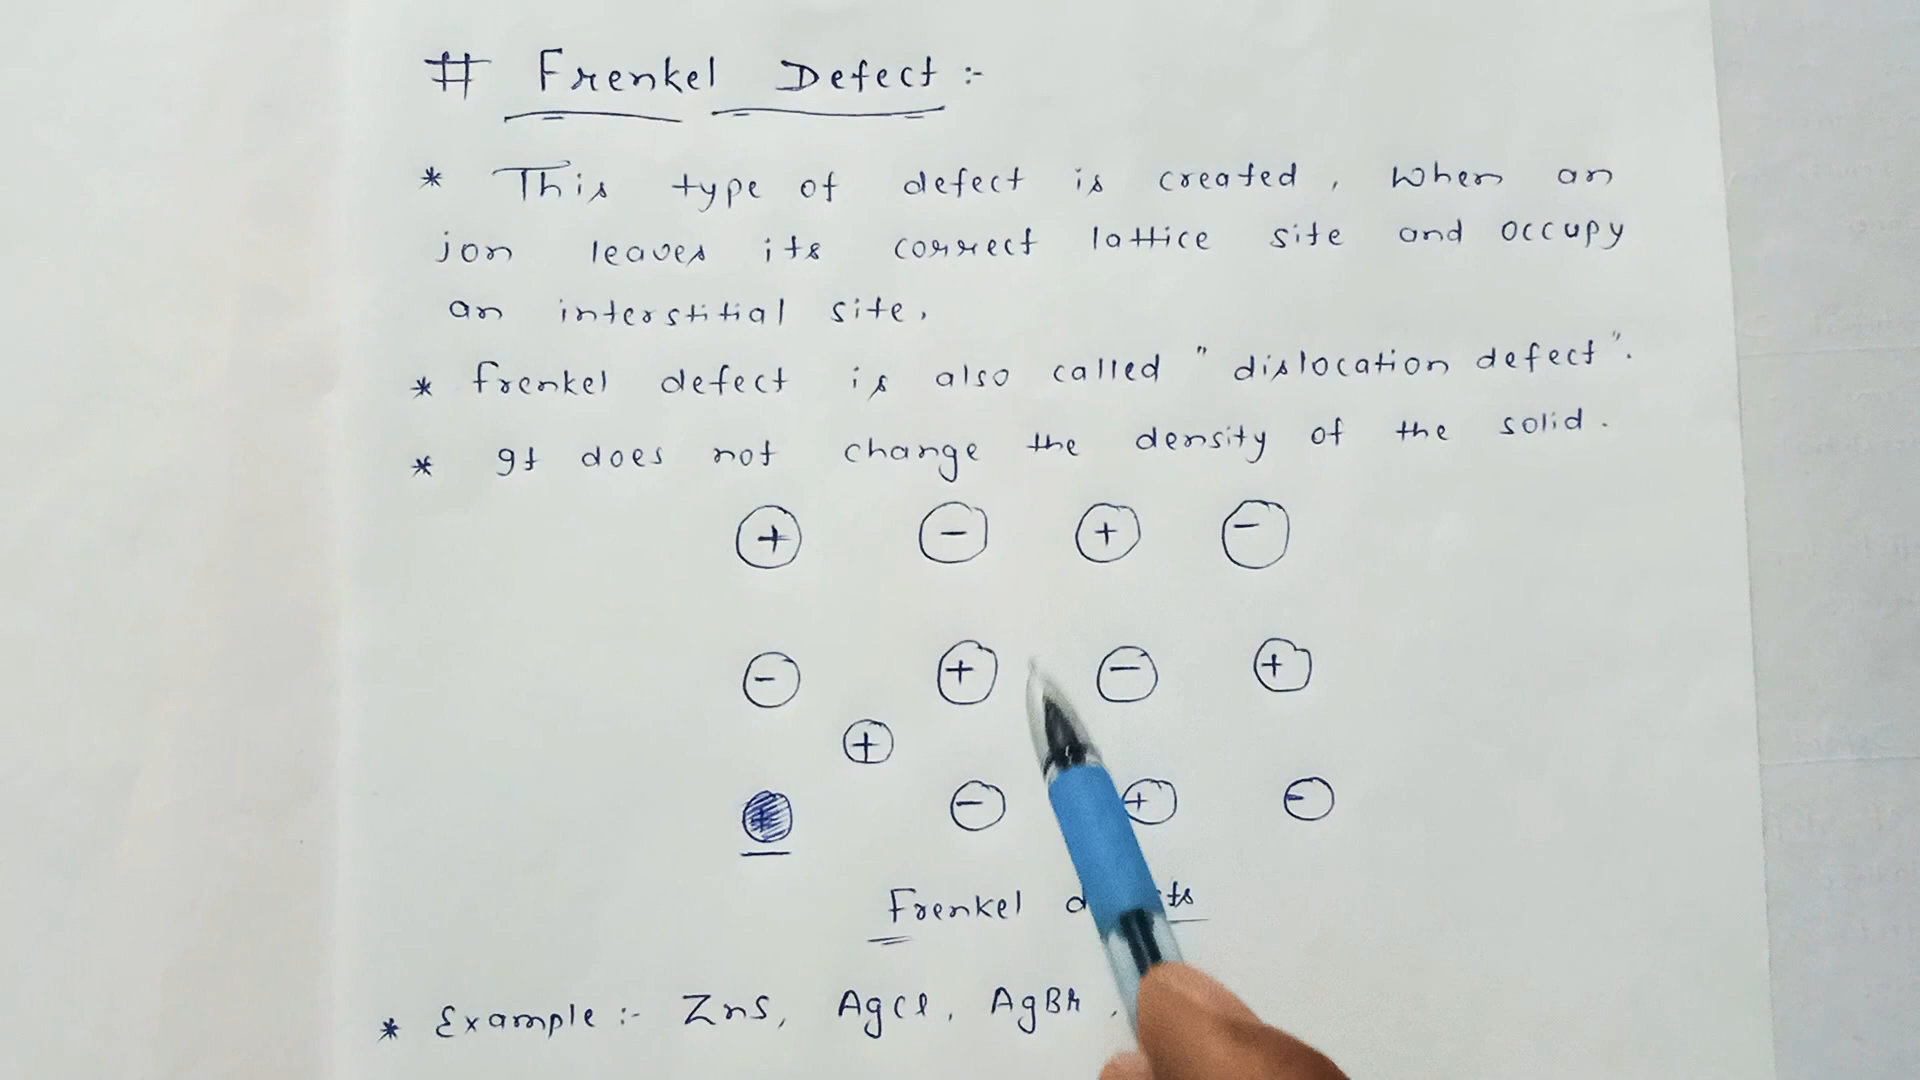 # Frenkel Defect :-
* This type of defect is created, when an
ion leaves its correct lattice site and occupy
an interstitial site.
* frenkel defect is also called "dislocation defect".
* It does not change the density of the solid.
+ - + -
- + - +
+
+ - + -
Frenkel
* Example :- ZnS, AgCl, AgBr,